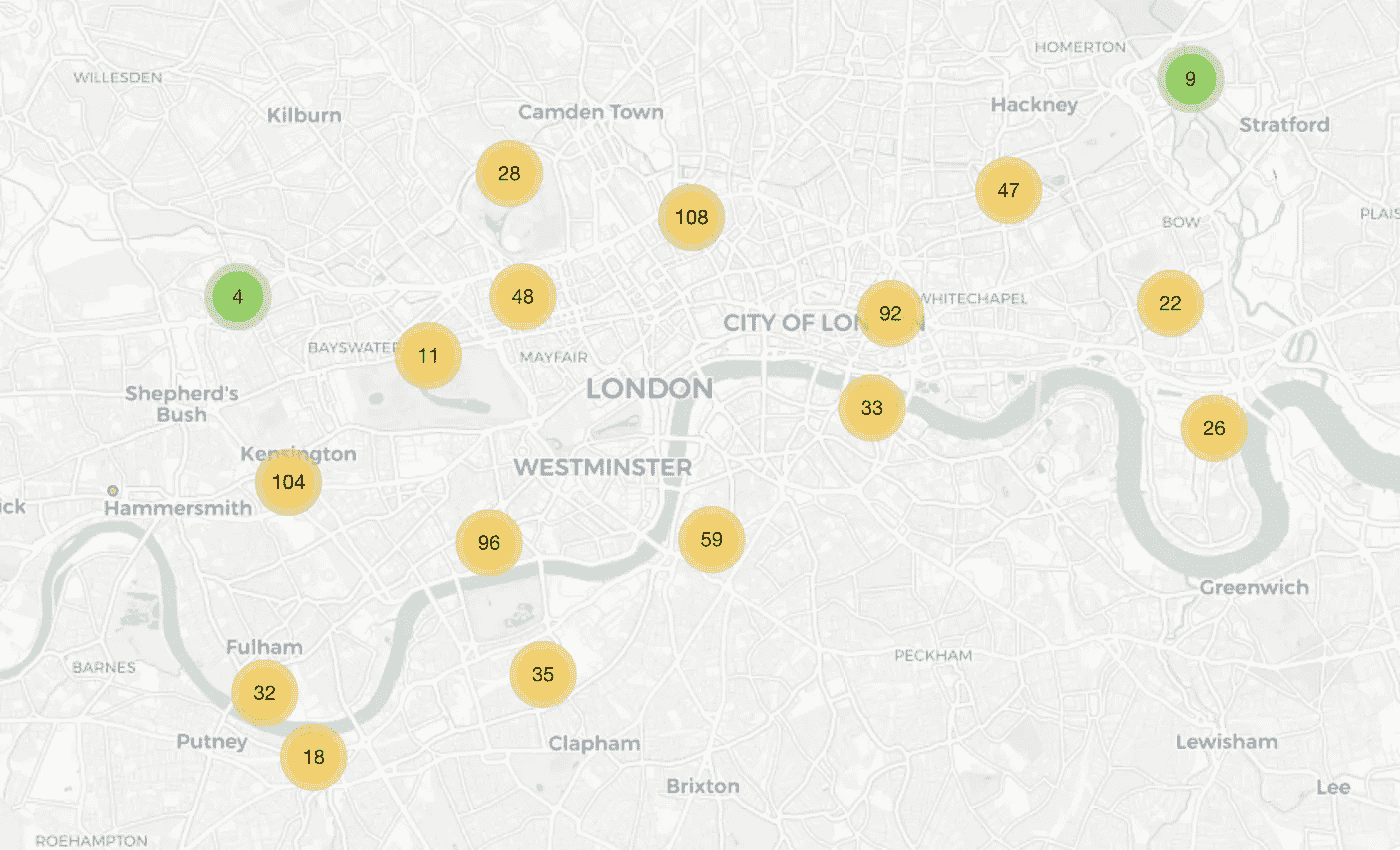 HOMERTON
WILLESDEN
9
Hackney
Kilburn
Camden Town
Stratford
28
47
108
PLAIS
BOW
4
48
WHITECHAPEL
22
92
CITY OF LONDON
BAYSWATER
11
MAYFAIR
LONDON
Shepherd's
Bush
33
26
Kensington
WESTMINSTER
104
ick
Hammersmith
96
59
Greenwich
Fulham
PECKHAM
BARNES
35
32
Putney
Clapham
Lewisham
18
Brixton
Lee
ROEHAMPTON